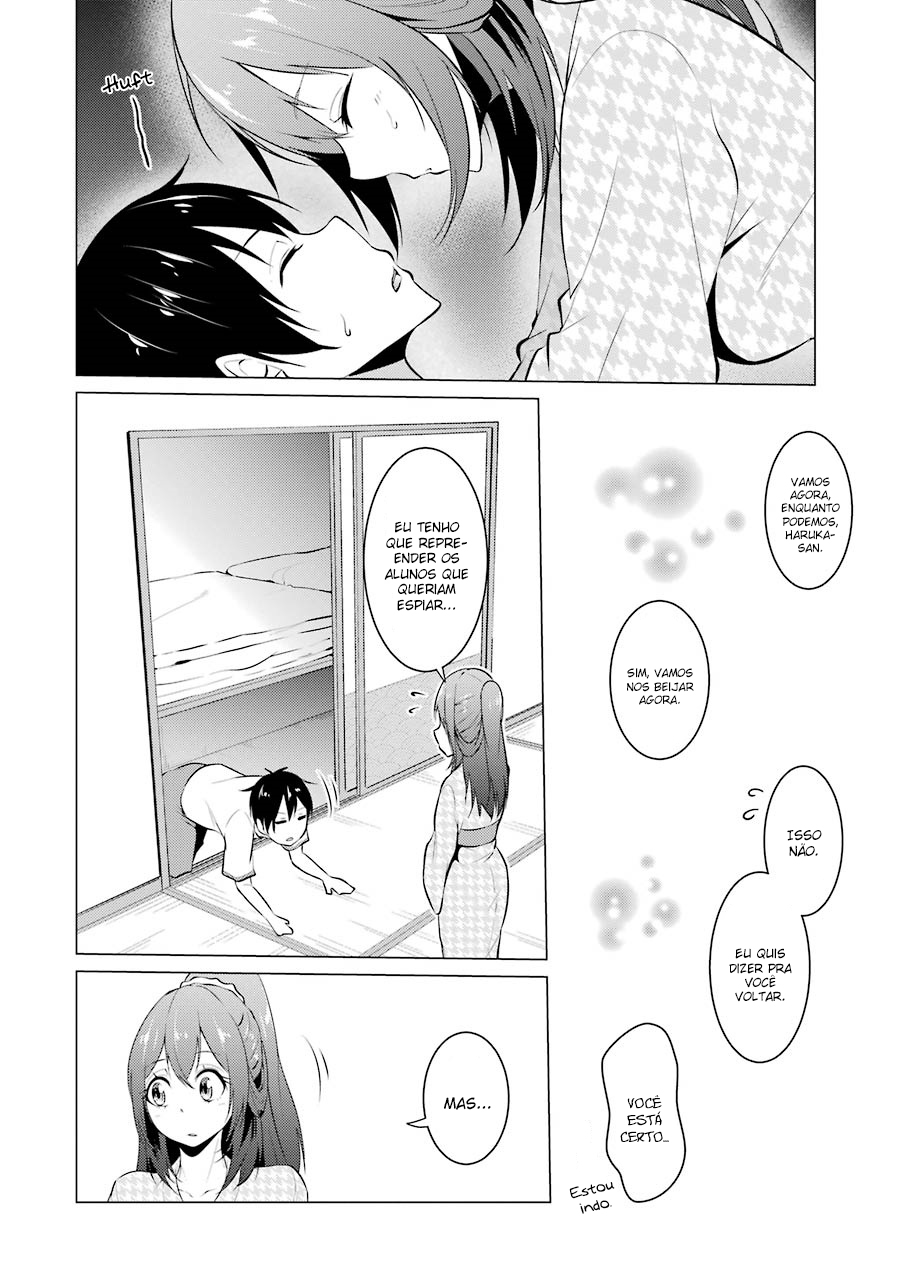 Huft
VAMOS
AGORA,
ENQUANTO
PODEMOS,
HARUKA-
SAN.
SIM, VAMOS
NOS BEIJAR
AGORA.
ISSO
NÃO.
EU QUIS
DIZER PRA
VOCÊ
VOLTAR.
VOCÊ
ESTÁ
CERTO...
Estou
indo.
EU TENHO
QUE REPRE-
ENDER OS
ALUNOS QUE
QUERIAM
ESPIAR...
MAS...